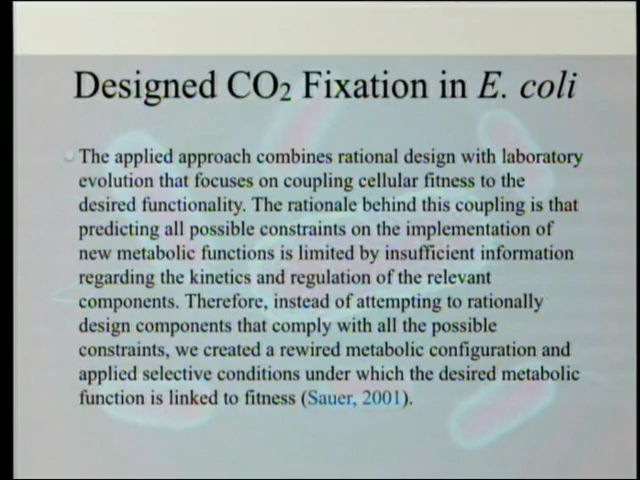 Designed CO₂ Fixation in E. coli
The applied approach combines rational design with laboratory
evolution that focuses on coupling cellular fitness to the
desired functionality. The rationale behind this coupling is that
predicting all possible constraints on the implementation of
new metabolic functions is limited by insufficient information
regarding the kinetics and regulation of the relevant
components. Therefore, instead of attempting to rationally
design components that comply with all the possible
constraints, we created a rewired metabolic configuration and
applied selective conditions under which the desired metabolic
function is linked to fitness (Sauer, 2001).